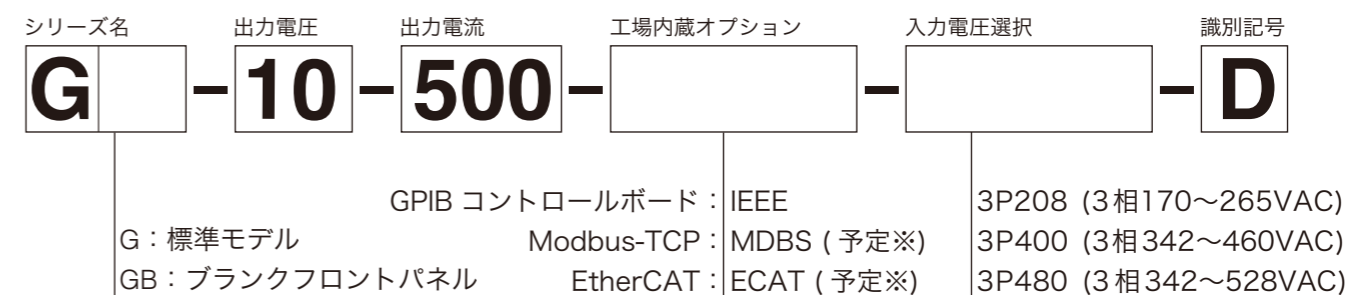 シリーズ名 出力電圧 出力電流 工場内蔵オプション 入力電圧選択 識別記号
G -10-500- - -D
GPIB コントロールボード：IEEE 3P208 (3相170～265VAC)
G：標準モデル Modbus-TCP：MDBS ( 予定※) 3P400 (3相342～460VAC)
GB：ブランクフロントパネル EtherCAT：ECAT ( 予定※) 3P480 (3相342～528VAC)